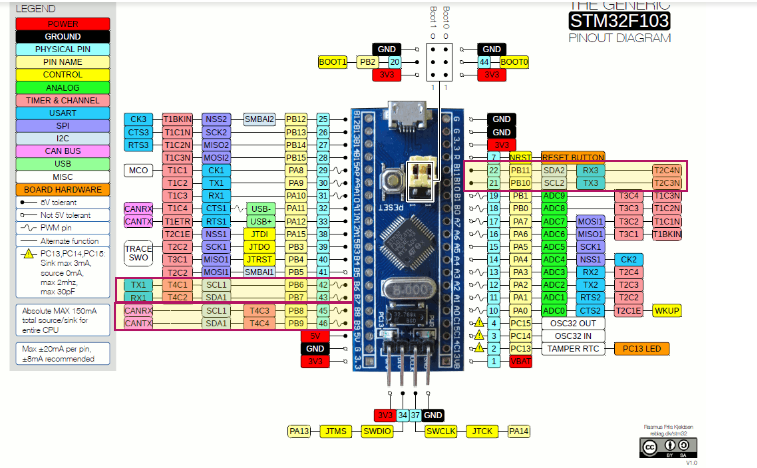 LEGEND
POWER
GROUND
PHYSICAL PIN
PIN NAME
CONTROL
ANALOG
TIMER & CHANNEL
USART
SPI
I2C
CAN BUS
USB
MISC
BOARD HARDWARE
5V tolerant
Not 5V tolerant
PWM pin
Alternate function
PC13,PC14,PC15:
Sink max 3mA,
source 0mA,
max 2mhz,
max 30pF
Absolute MAX 150mA
total source/sink for
entire CPU
Max ±20mA per pin,
±8mA recommended
THE GENERIC
STM32F103
PINOUT DIAGRAM
Boot 1
Boot 0
GND
GND
BOOT1 PB2 20
44 BOOT0
3V3
3V3
1 1
CK3 T1BKIN NSS2 SMBAI2 PB12 25
CTS3 T1C1N SCK2 PB13 26
RTS3 T1C2N MISO2 PB14 27
T1C3N MOSI2 PB15 28
MCO T1C1 CK1 PA8 29
T1C2 TX1 PA9 30
T1C3 RX1 PA10 31
CANRX T1C4 CTS1 USB- PA11 32
CANTX T1ETR RTS1 USB+ PA12 33
T2C1E NSS1 JTDI PA15 38
TRACE SWO T2C2 SCK1 JTDO PB3 39
T3C1 MISO1 JTRST PB4 40
T3C2 MOSI1 SMBAI1 PB5 41
TX1 T4C1 SCL1 PB6 42
RX1 T4C2 SDA1 PB7 43
CANRX SCL1 T4C3 PB8 45
CANTX SDA1 T4C4 PB9 46
5V
GND
3V3
GND
GND
3V3
7 NRST RESET BUTTON
22 PB11 SDA2 RX3 T2C4N
21 PB10 SCL2 TX3 T2C3N
19 PB1 ADC9 T3C4 T1C3N
18 PB0 ADC8 T3C3 T1C2N
17 PA7 ADC7 MOSI1 T3C2 T1C1N
16 PA6 ADC6 MISO1 T3C1 T1BKIN
15 PA5 ADC5 SCK1
14 PA4 ADC4 NSS1 CK2
13 PA3 ADC3 RX2 T2C4
12 PA2 ADC2 TX2 T2C3
11 PA1 ADC1 RTS2 T2C2
10 PA0 ADC0 CTS2 T2C1E WKUP
4 PC15 OSC32 OUT
3 PC14 OSC32 IN
2 PC13 TAMPER RTC PC13 LED
1 VBAT
RESET
8.000
PC13
PWR
3V3 34 37 GND
PA13 JTMS SWDIO
SWCLK JTCK PA14
cc
BY SA
V1.0